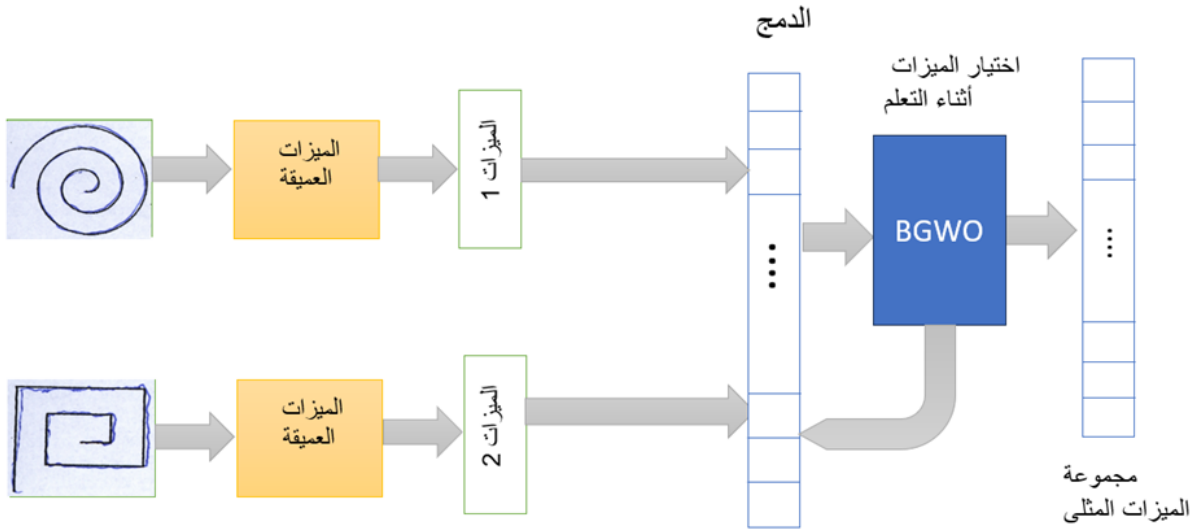 الدمج
اختيار الميزات
أثناء التعلم
الميزات
العميقة
الميزات 1
....
BGWO
....
الميزات
العميقة
الميزات 2
مجموعة
الميزات المثلى